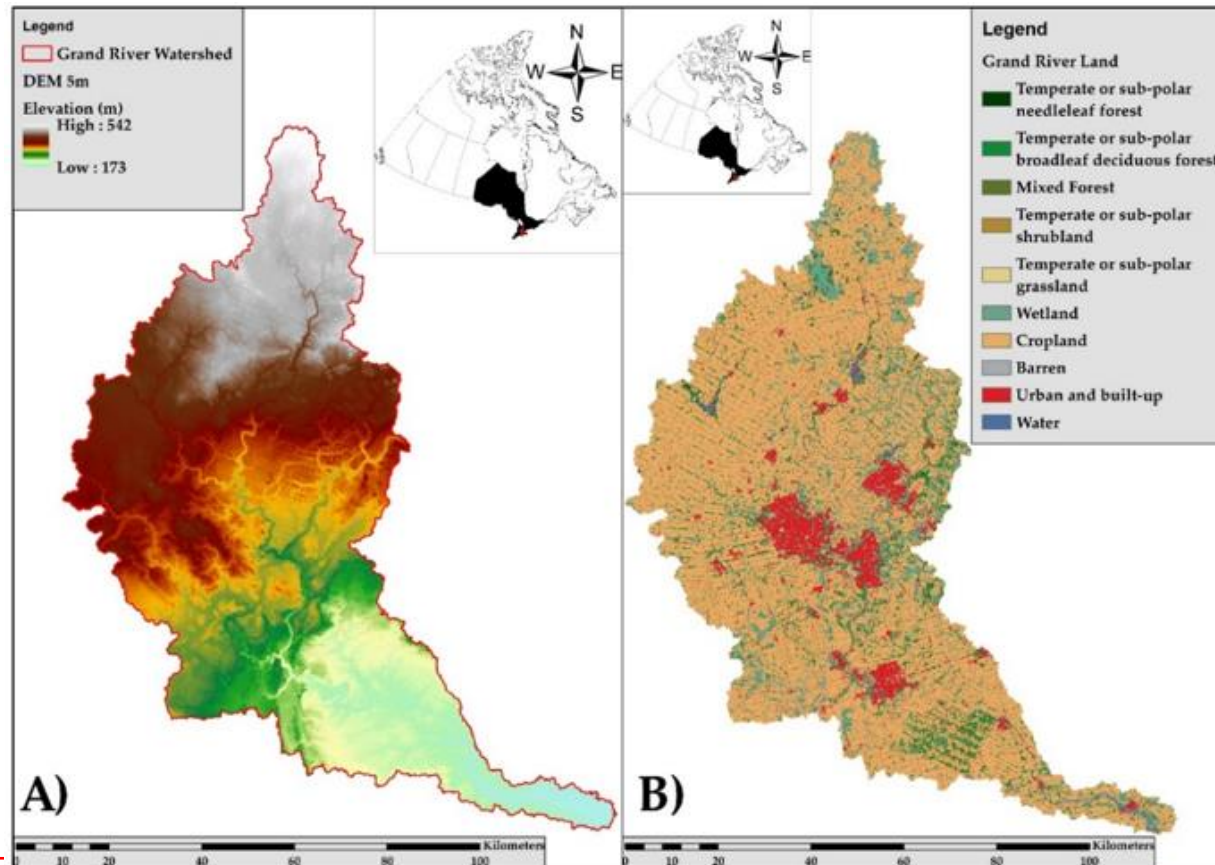 Legend
Grand River Watershed
DEM 5m
Elevation (m)
High : 542
Low : 173
N
W E
S
A)
0 10 20 40 60 80 100
Kilometers
N
W E
S
Legend
Grand River Land
Temperate or sub-polar
needleleaf forest
Temperate or sub-polar
broadleaf deciduous forest
Mixed Forest
Temperate or sub-polar
shrubland
Temperate or sub-polar
grassland
Wetland
Cropland
Barren
Urban and built-up
Water
B)
0 10 20 40 60 80 100
Kilometers